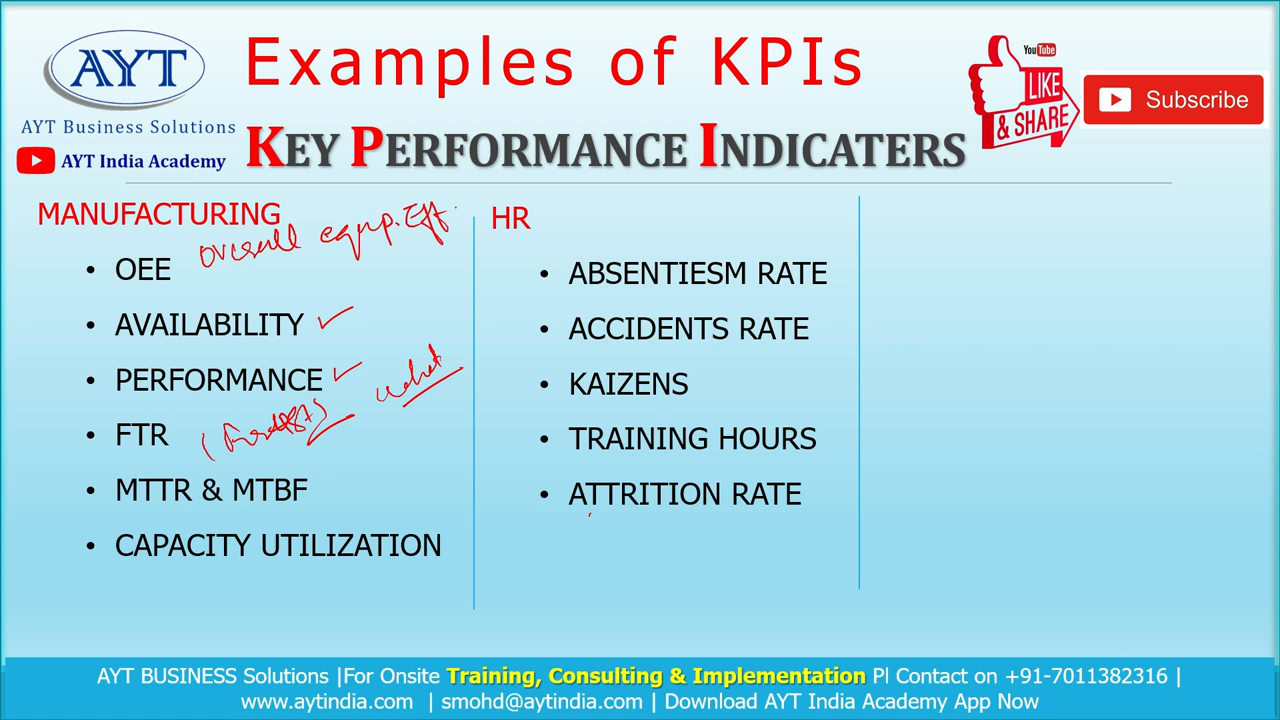 AYT
AYT Business Solutions
AYT India Academy
Examples of KPIs
KEY PERFORMANCE INDICATERS
YouTube
LIKE
& SHARE
Subscribe
MANUFACTURING
• OEE overall equip. Eff.
• AVAILABILITY
• PERFORMANCE
• FTR
• MTTR & MTBF
• CAPACITY UTILIZATION
HR
• ABSENTIESM RATE
• ACCIDENTS RATE
• KAIZENS
• TRAINING HOURS
• ATTRITION RATE
AYT BUSINESS Solutions |For Onsite Training, Consulting & Implementation Pl Contact on +91-7011382316 |
www.aytindia.com | smohd@aytindia.com | Download AYT India Academy App Now